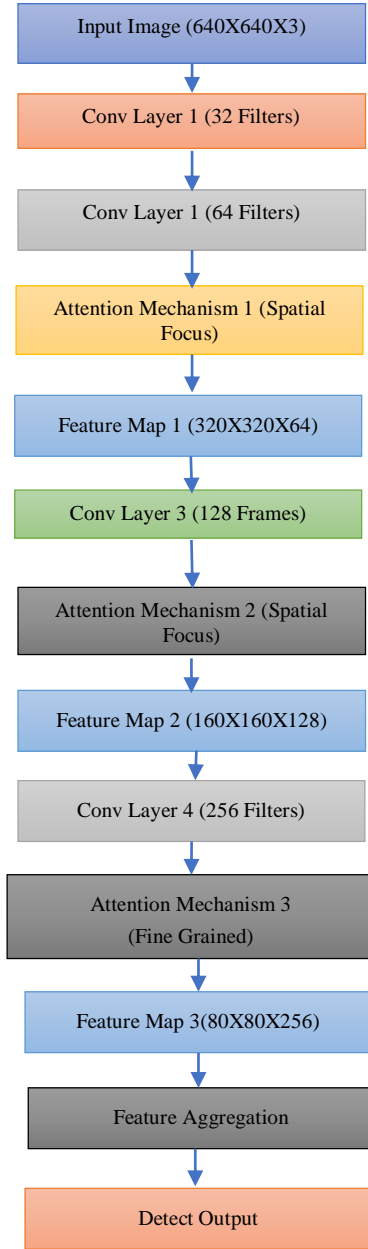 Input Image (640X640X3)
Conv Layer 1 (32 Filters)
Conv Layer 1 (64 Filters)
Attention Mechanism 1 (Spatial
Focus)
Feature Map 1 (320X320X64)
Conv Layer 3 (128 Frames)
Attention Mechanism 2 (Spatial
Focus)
Feature Map 2 (160X160X128)
Conv Layer 4 (256 Filters)
Attention Mechanism 3
(Fine Grained)
Feature Map 3(80X80X256)
Feature Aggregation
Detect Output